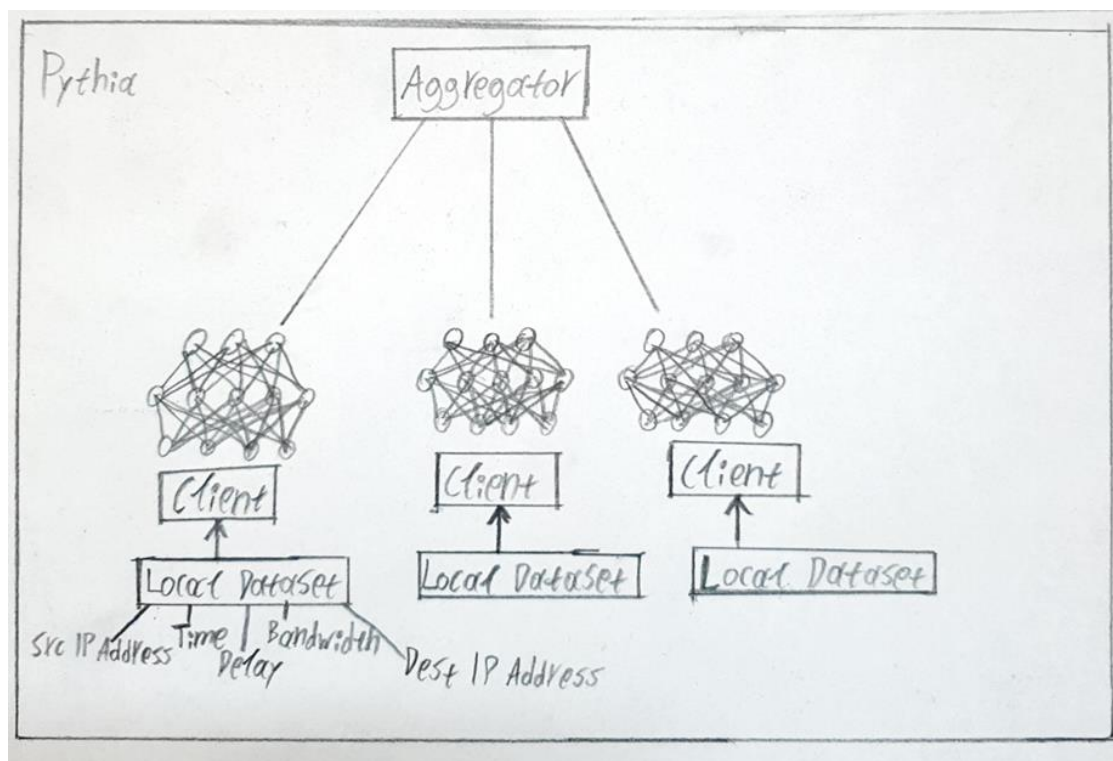 Pythia
Aggregator
Client
Client
Client
Local Dataset
Local Dataset
Local Dataset
Src IP Address
Time
Delay
Bandwidth
Dest IP Address